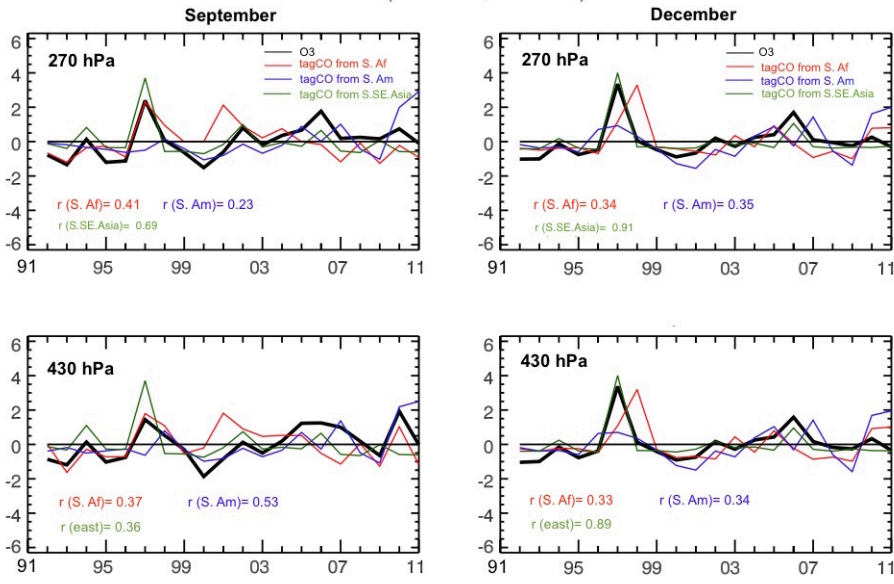 September
270 hPa
O3
tagCO from S. Af
tagCO from S. Am
tagCO from S.SE.Asia
r (S. Af)= 0.41 r (S. Am)= 0.23
r (S.SE.Asia)= 0.69
6
4
2
0
-2
-4
-6
91 95 99 03 07 11
December
270 hPa
O3
tagCO from S. Af
tagCO from S. Am
tagCO from S.SE.Asia
r (S. Af)= 0.34 r (S. Am)= 0.35
r (S.SE.Asia)= 0.91
6
4
2
0
-2
-4
-6
91 95 99 03 07 11
430 hPa
r (S. Af)= 0.37 r (S. Am)= 0.53
r (east)= 0.36
6
4
2
0
-2
-4
-6
91 95 99 03 07 11
430 hPa
r (S. Af)= 0.33 r (S. Am)= 0.34
r (east)= 0.89
6
4
2
0
-2
-4
-6
91 95 99 03 07 11